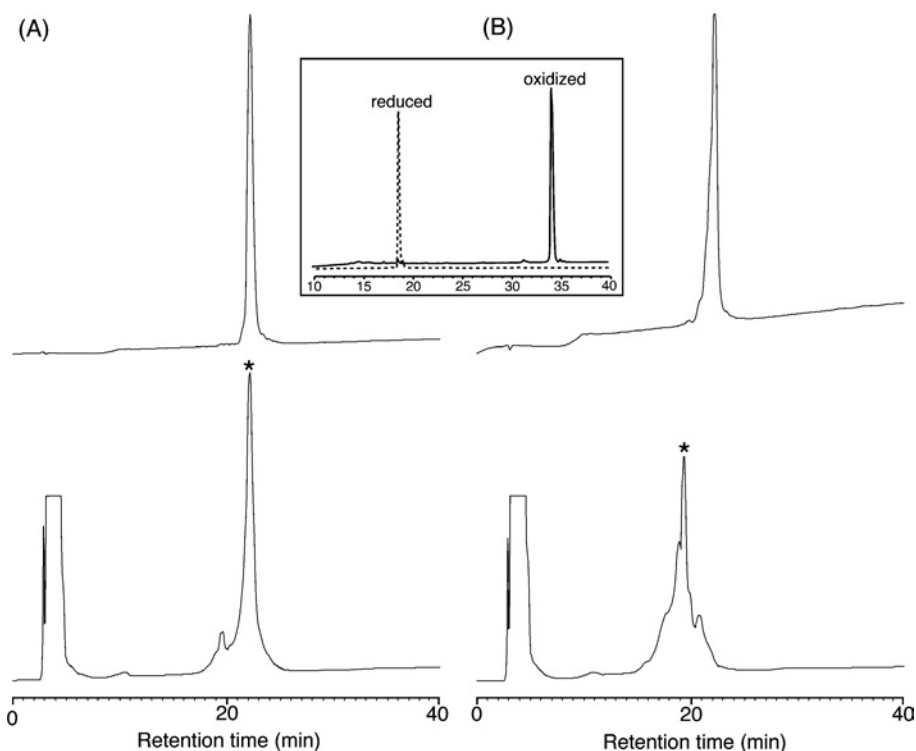 (A)
(B)
oxidized
reduced
10 15 20 25 30 35 40
*
*
0 20 40 0 20 40
Retention time (min) Retention time (min)